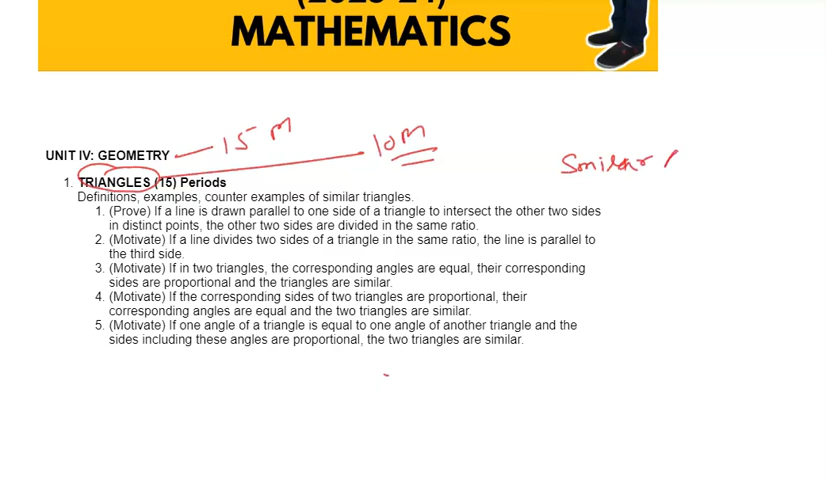 MATHEMATICS
15 M
10 M
UNIT IV: GEOMETRY
Smilar
1. TRIANGLES (15) Periods
Definitions, examples, counter examples of similar triangles.
1. (Prove) If a line is drawn parallel to one side of a triangle to intersect the other two sides
in distinct points, the other two sides are divided in the same ratio.
2. (Motivate) If a line divides two sides of a triangle in the same ratio, the line is parallel to
the third side.
3. (Motivate) If in two triangles, the corresponding angles are equal, their corresponding
sides are proportional and the triangles are similar.
4. (Motivate) If the corresponding sides of two triangles are proportional, their
corresponding angles are equal and the two triangles are similar.
5. (Motivate) If one angle of a triangle is equal to one angle of another triangle and the
sides including these angles are proportional, the two triangles are similar.